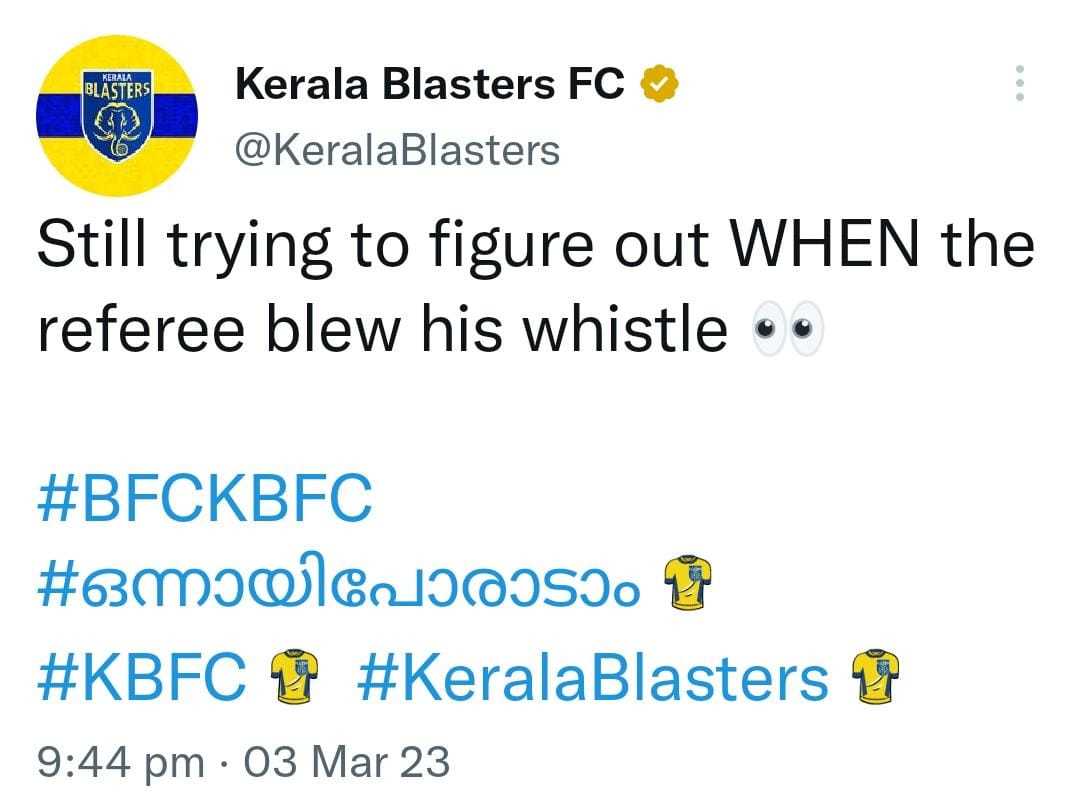 KERALA
BLASTERS
Kerala Blasters FC
@KeralaBlasters
Still trying to figure out WHEN the
referee blew his whistle 👀
#BFCKBFC
#ഒന്നായിപോരാടാം
#KBFC #KeralaBlasters
9:44 pm · 03 Mar 23